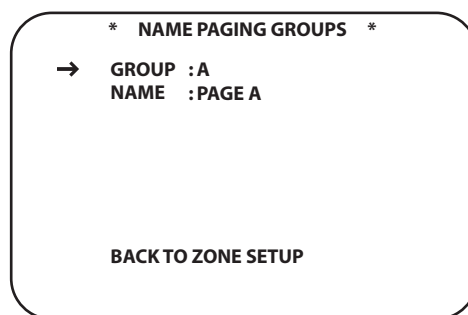 * NAME PAGING GROUPS *
→ GROUP : A
NAME : PAGE A
BACK TO ZONE SETUP